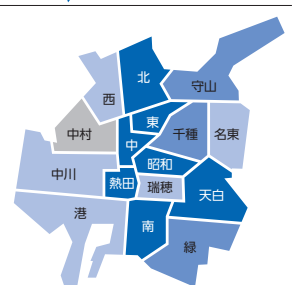 北
守山
西
東
中村
千種
名東
中
昭和
中川
熱田
瑞穂
天白
港
南
緑